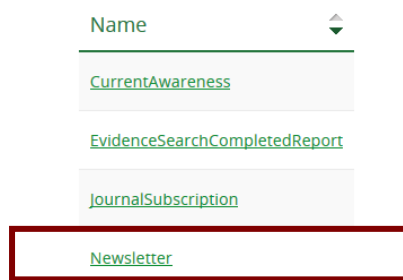 Name
CurrentAwareness
EvidenceSearchCompletedReport
JournalSubscription
Newsletter